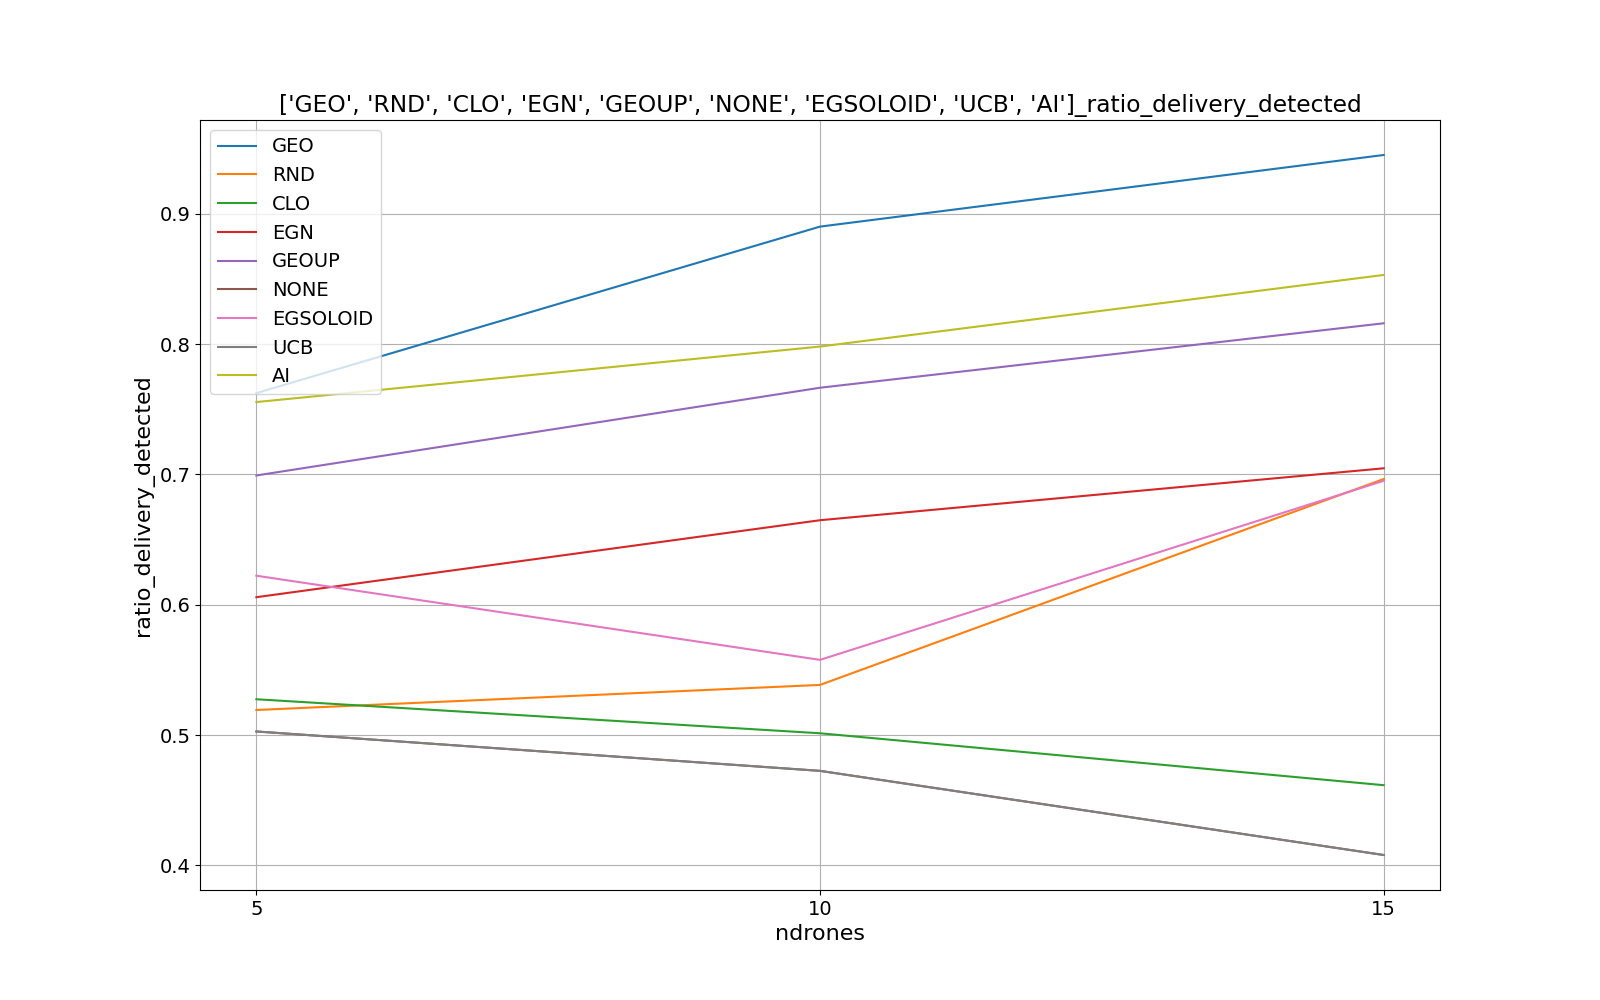 ['GEO', 'RND', 'CLO', 'EGN', 'GEOUP', 'NONE', 'EGSOLOID', 'UCB', 'AI']_ratio_delivery_detected
GEO
RND
CLO
EGN
GEOUP
NONE
EGSOLOID
UCB
AI
ratio_delivery_detected
0.9
0.8
0.7
0.6
0.5
0.4
5 10 15
ndrones